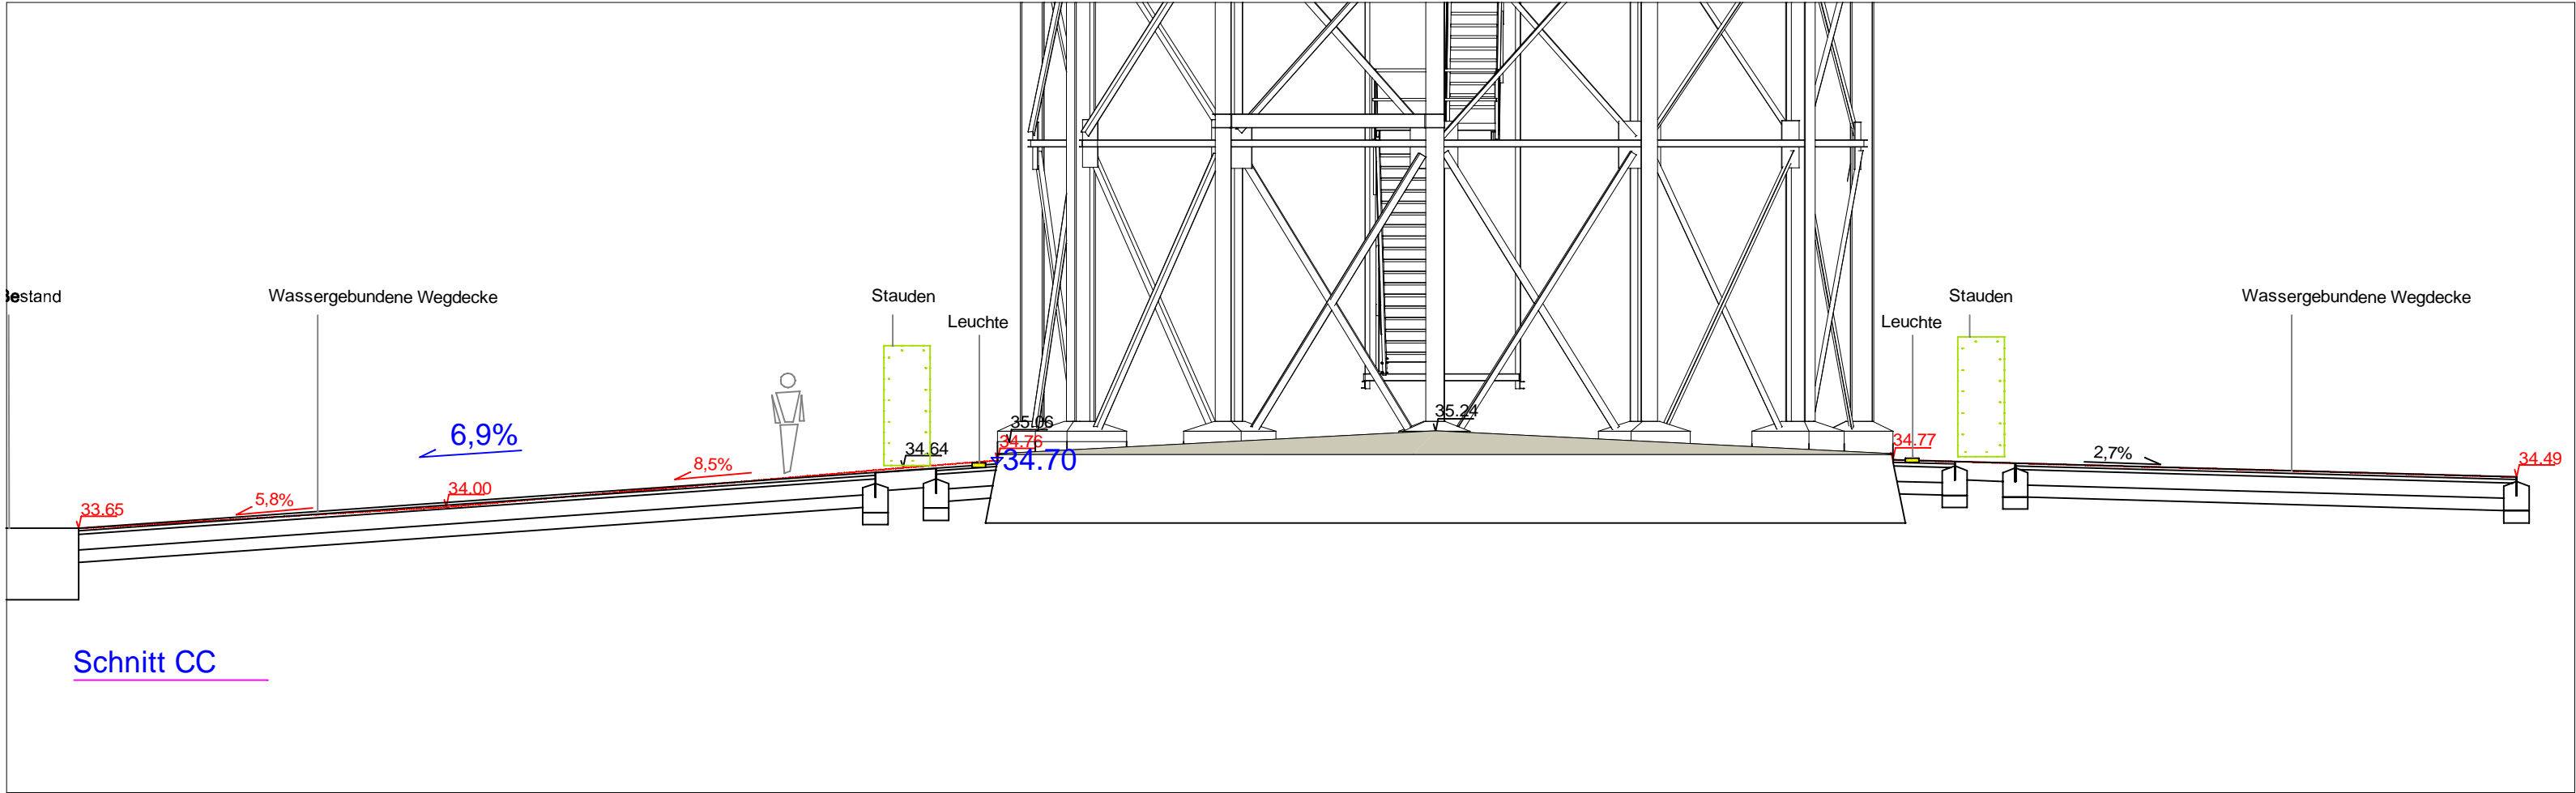 Bestand
Wassergebundene Wegdecke
Stauden
Leuchte
Stauden
Leuchte
Wassergebundene Wegdecke
6,9%
35.06
35.24
34.76
34.64
34.70
34.77
2,7%
34.49
8,5%
34.00
5,8%
33.65
Schnitt CC